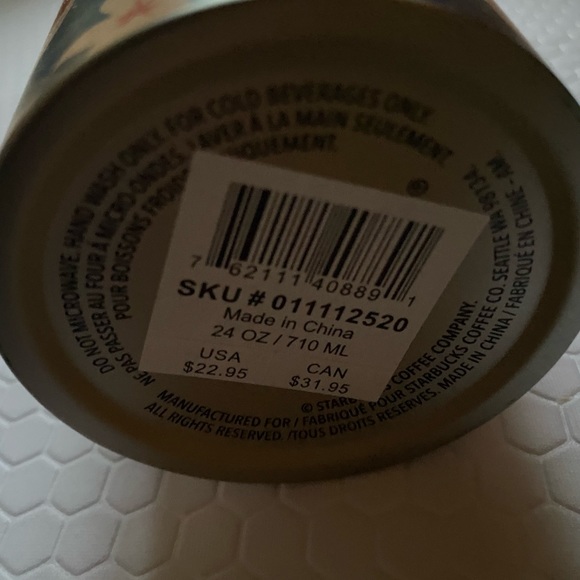 DO NOT MICROWAVE. HAND WASH ONLY. FOR COLD BEVERAGES ONLY.
NE PAS PASSER AU FOUR À MICRO-ONDES. LAVER À LA MAIN SEULEMENT.
POUR BOISSONS FROIDES UNIQUEMENT.
©
7 62111 40889 1
SKU # 011112520
Made in China
24 OZ / 710 ML
USA CAN
$22.95 $31.95
© STARBUCKS COFFEE COMPANY.
MANUFACTURED FOR / FABRIQUÉ POUR STARBUCKS COFFEE CO. SEATTLE WA 98134,
ALL RIGHTS RESERVED. /TOUS DROITS RESERVÉS. MADE IN CHINA / FABRIQUÉ EN CHINE - AM.